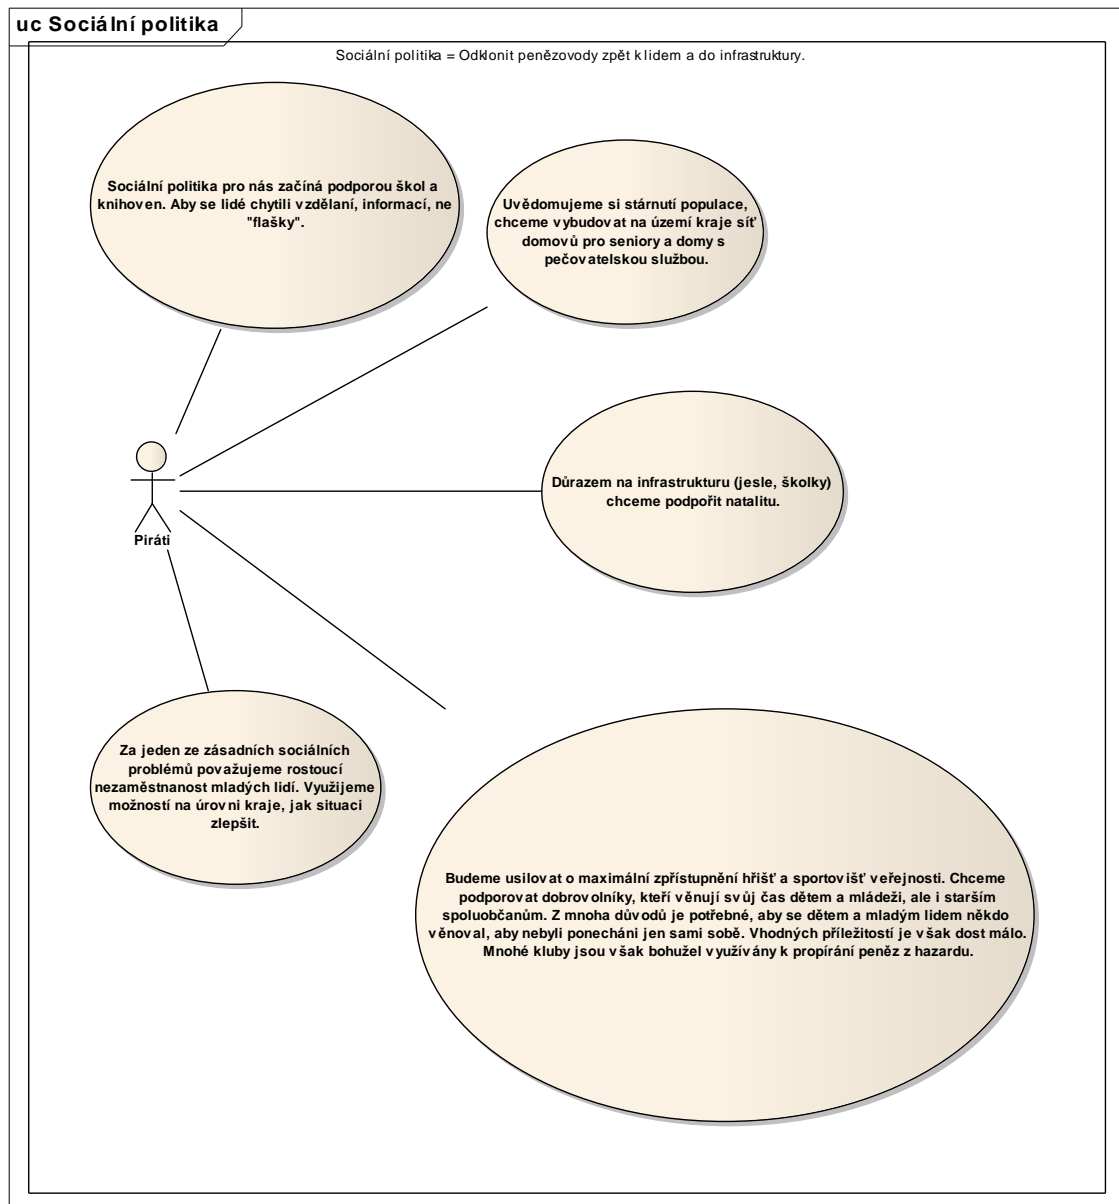 uc Sociální politika
Sociální politika = Odklonit penězovody zpět k lidem a do infrastruktury.
Sociální politika pro nás začíná podporou škol a
knihoven. Aby se lidé chytili vzdělaní, informací, ne
"flašky".
Uvědomujeme si stárnutí populace,
chceme vybudovat na území kraje síť
domovů pro seniory a domy s
pečovatelskou službou.
Důrazem na infrastrukturu (jesle, školky)
chceme podpořit natalitu.
Piráti
Za jeden ze zásadních sociálních
problémů považujeme rostoucí
nezaměstnanost mladých lidí. Využijeme
možností na úrovni kraje, jak situaci
zlepšit.
Budeme usilovat o maximální zpřístupnění hřišť a sportovišť veřejnosti. Chceme
podporovat dobrovolníky, kteří věnují svůj čas dětem a mládeži, ale i starším
spoluobčanům. Z mnoha důvodů je potřebné, aby se dětem a mladým lidem někdo
věnoval, aby nebyli ponecháni jen sami sobě. Vhodných příležitostí je však dost málo.
Mnohé kluby jsou však bohužel využívány k propírání peněz z hazardu.